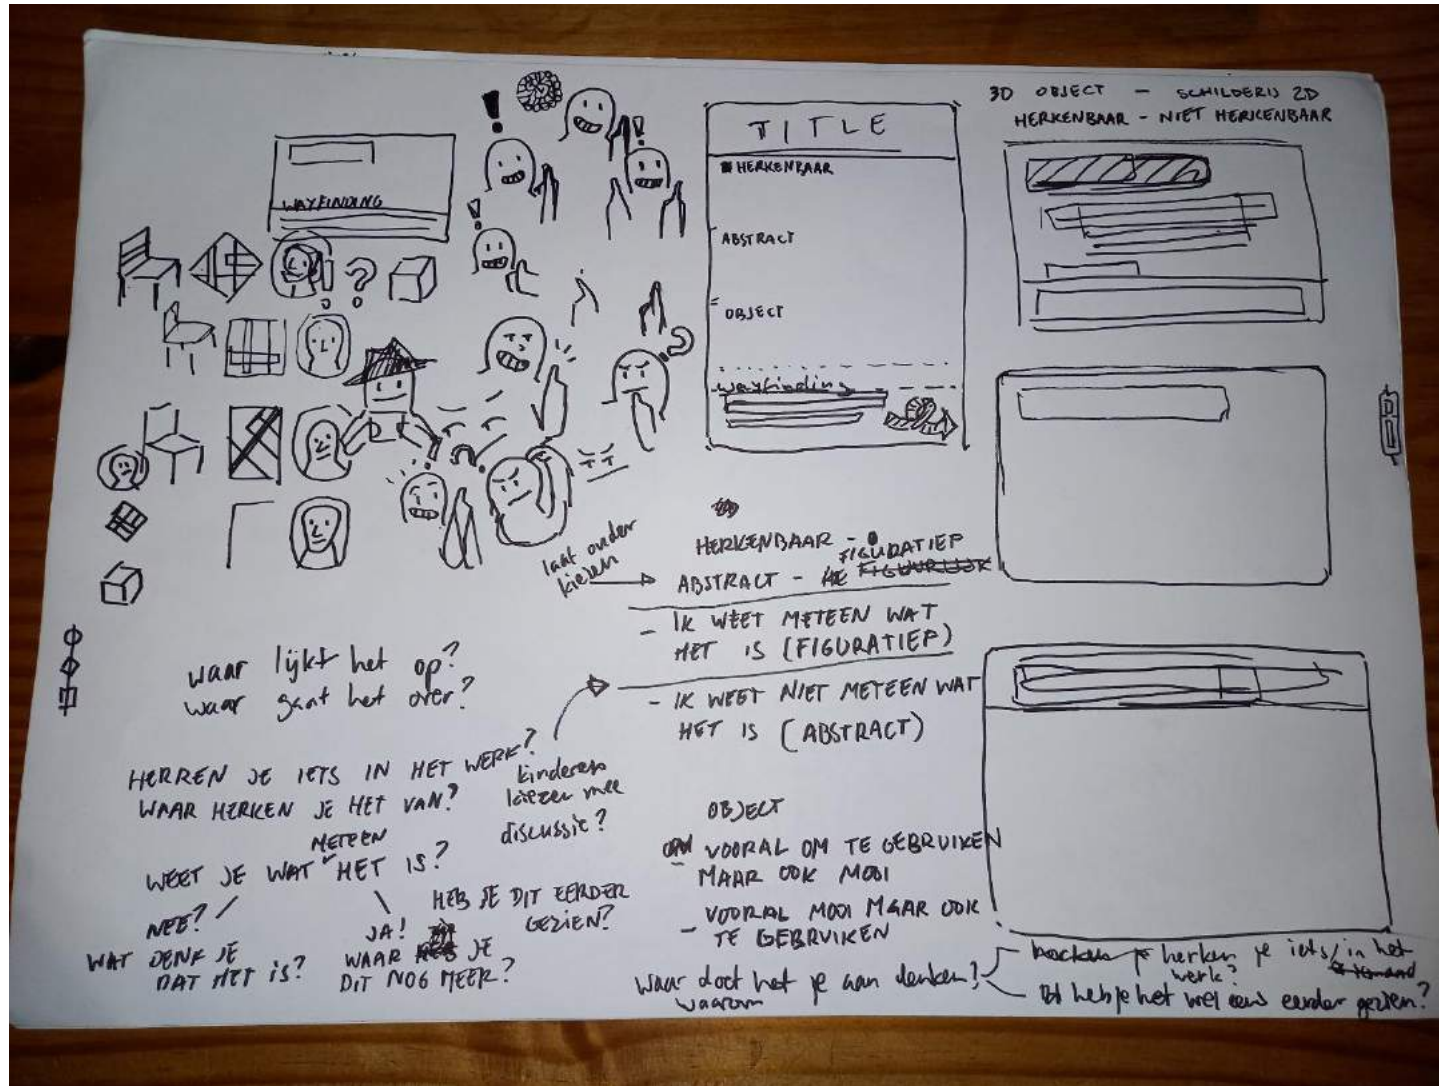 3D OBJECT - SCHILDERIJ 2D
HERKENBAAR - NIET HERKENBAAR
TITLE
HERKENBAAR
ABSTRACT
OBJECT
wayfinding
WAYFINDING
laat ouder
kiezen
HERKENBAAR - FIGURATIEF
ABSTRACT - FIGUURLIJK
- IK WEET METEEN WAT
HET IS (FIGURATIEF)
- IK WEET NIET METEEN WAT
HET IS (ABSTRACT)
waar lijkt het op?
waar gaat het over?
HERKEN JE IETS IN HET WERK?
WAAR HERKEN JE HET VAN?
kinderen
kiezen mee
discussie?
METEEN
WEET JE WAT HET IS?
NEE?
WAT DENK JE
DAT HET IS?
JA!
WAAR JE
DIT NOG MEER?
HEB JE DIT EERDER
GEZIEN?
OBJECT
- VOORAL OM TE GEBRUIKEN
MAAR OOK MOOI
- VOORAL MOOI MAAR OOK
TE GEBRUIKEN
waar doet het je aan denken?
waarom
herken je iets/in het
werk?
heb je het wel eens eerder gezien?